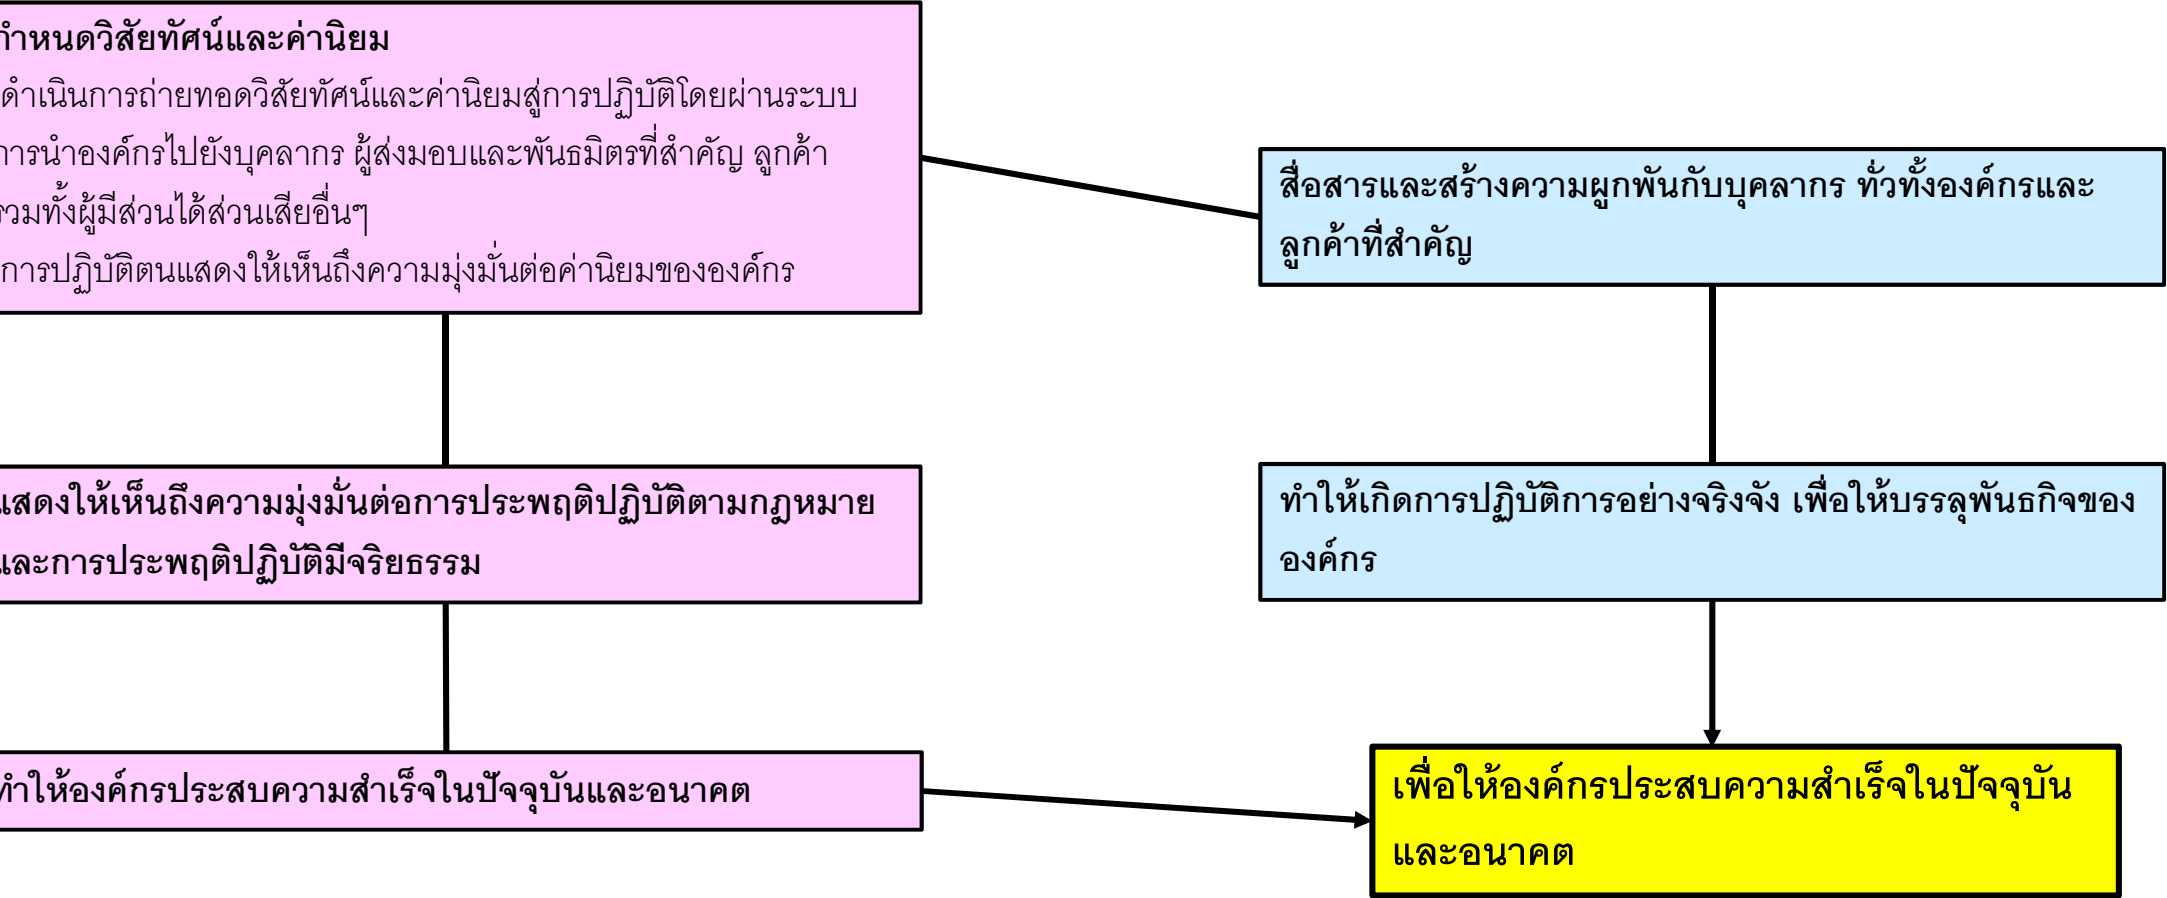 กำหนดวิสัยทัศน์และค่านิยม
ดำเนินการถ่ายทอดวิสัยทัศน์และค่านิยมสู่การปฏิบัติโดยผ่านระบบ
การนำองค์กรไปยังบุคลากร ผู้ส่งมอบและพันธมิตรที่สำคัญ ลูกค้า
รวมทั้งผู้มีส่วนได้ส่วนเสียอื่นๆ
การปฏิบัติตนแสดงให้เห็นถึงความมุ่งมั่นต่อค่านิยมขององค์กร
สื่อสารและสร้างความผูกพันกับบุคลากร ทั่วทั้งองค์กรและ
ลูกค้าที่สำคัญ
แสดงให้เห็นถึงความมุ่งมั่นต่อการประพฤติปฏิบัติตามกฎหมาย
และการประพฤติปฏิบัติมีจริยธรรม
ทำให้เกิดการปฏิบัติการอย่างจริงจัง เพื่อให้บรรลุพันธกิจของ
องค์กร
ทำให้องค์กรประสบความสำเร็จในปัจจุบันและอนาคต
เพื่อให้องค์กรประสบความสำเร็จในปัจจุบัน
และอนาคต